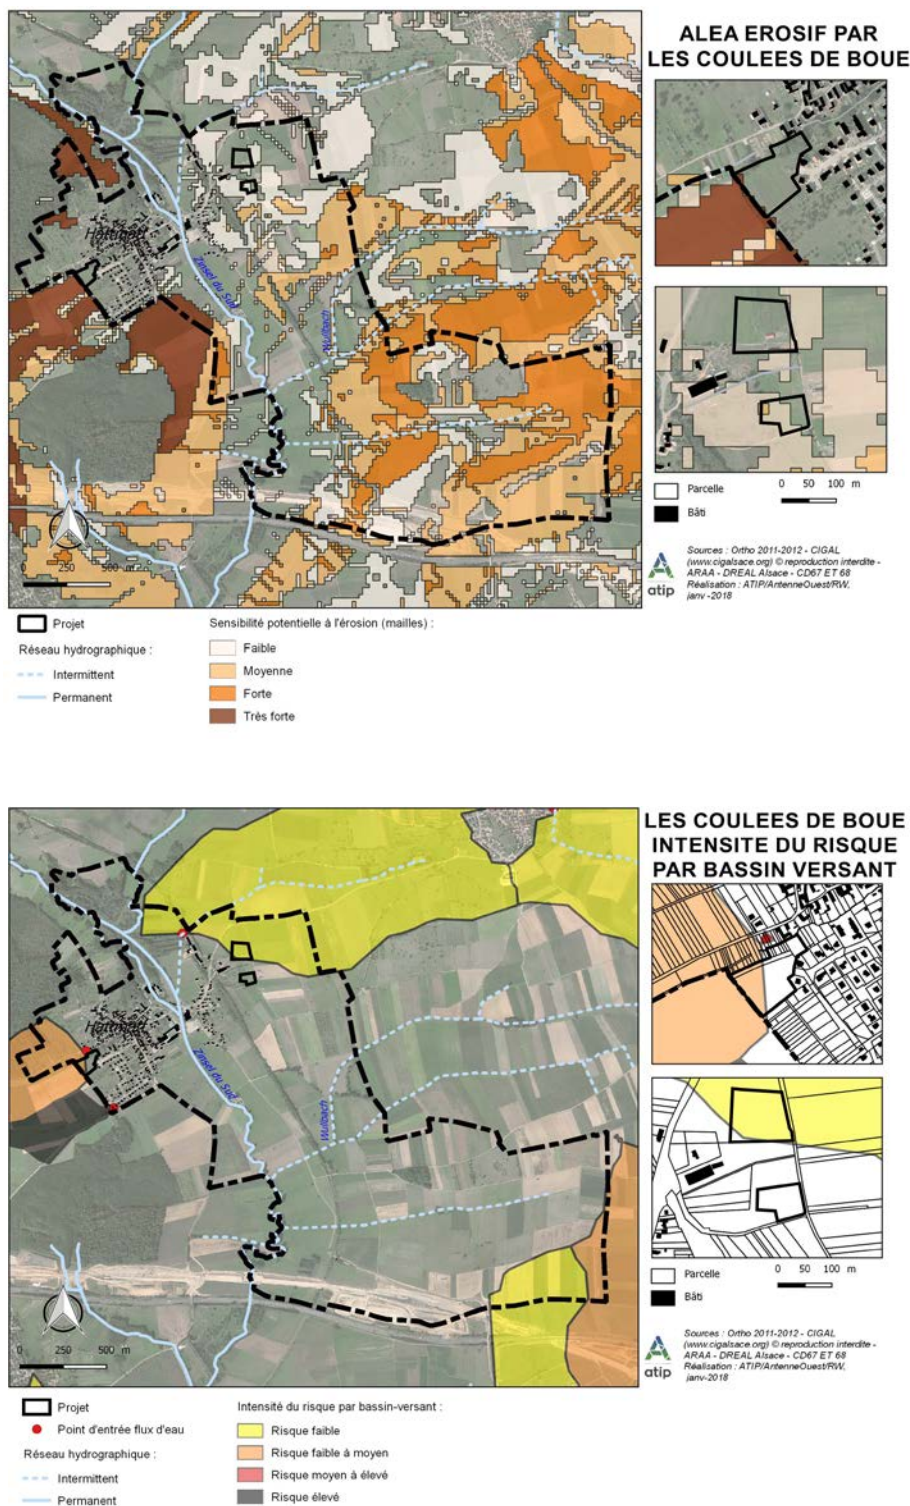 ALEA EROSIF PAR
LES COULEES DE BOUE
Hattmatt
Zinsel du Sud
Wullbach
0 250 500 m
Parcelle
Bâti
0 50 100 m
Sources : Ortho 2011-2012 - CIGAL
(www.cigalsace.org) © reproduction interdite -
ARAA - DREAL Alsace - CD67 ET 68
Réalisation : ATIP/AntenneOuest/RW,
janv -2018
atip
Projet
Réseau hydrographique :
Intermittent
Permanent
Sensibilité potentielle à l'érosion (mailles) :
Faible
Moyenne
Forte
Très forte
LES COULEES DE BOUE
INTENSITE DU RISQUE
PAR BASSIN VERSANT
Hattmatt
Zinsel du Sud
Wullbach
0 250 500 m
Parcelle
Bâti
0 50 100 m
Sources : Ortho 2011-2012 - CIGAL
(www.cigalsace.org) © reproduction interdite -
ARAA - DREAL Alsace - CD67 ET 68
Réalisation : ATIP/AntenneOuest/RW,
janv-2018
atip
Projet
Point d'entrée flux d'eau
Réseau hydrographique :
Intermittent
Permanent
Intensité du risque par bassin-versant :
Risque faible
Risque faible à moyen
Risque moyen à élevé
Risque élevé